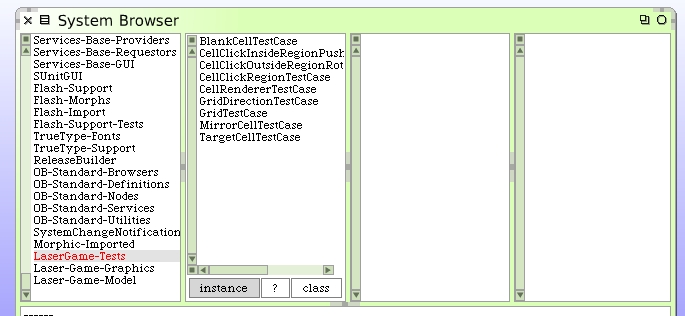 System Browser
Services-Base-Providers
Services-Base-Requestors
Services-Base-GUI
SUnitGUI
Flash-Support
Flash-Morphs
Flash-Import
Flash-Support-Tests
TrueType-Fonts
TrueType-Support
ReleaseBuilder
OB-Standard-Browsers
OB-Standard-Definitions
OB-Standard-Nodes
OB-Standard-Services
OB-Standard-Utilities
SystemChangeNotification
Morphic-Imported
LaserGame-Tests
Laser-Game-Graphics
Laser-Game-Model
BlankCellTestCase
CellClickInsideRegionPush
CellClickOutsideRegionRot
CellClickRegionTestCase
CellRendererTestCase
GridDirectionTestCase
GridTestCase
MirrorCellTestCase
TargetCellTestCase
instance ? class
------